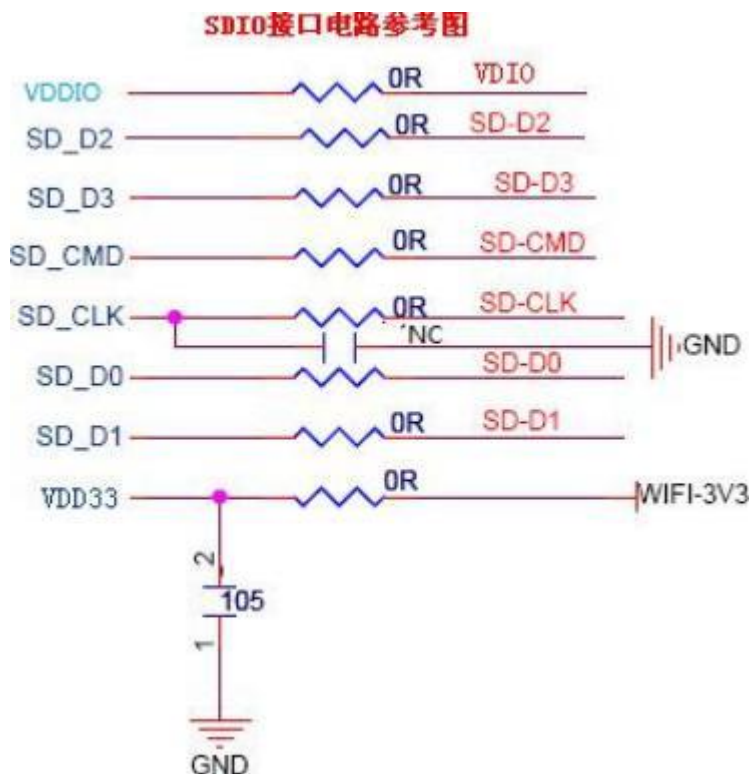 SDIO接口电路参考图
VDDIO 0R VDIO
SD_D2 0R SD-D2
SD_D3 0R SD-D3
SD_CMD 0R SD-CMD
SD_CLK 0R SD-CLK
NC GND
SD_D0 SD-D0
SD_D1 0R SD-D1
VDD33 0R WIFI-3V3
2
105
1
GND